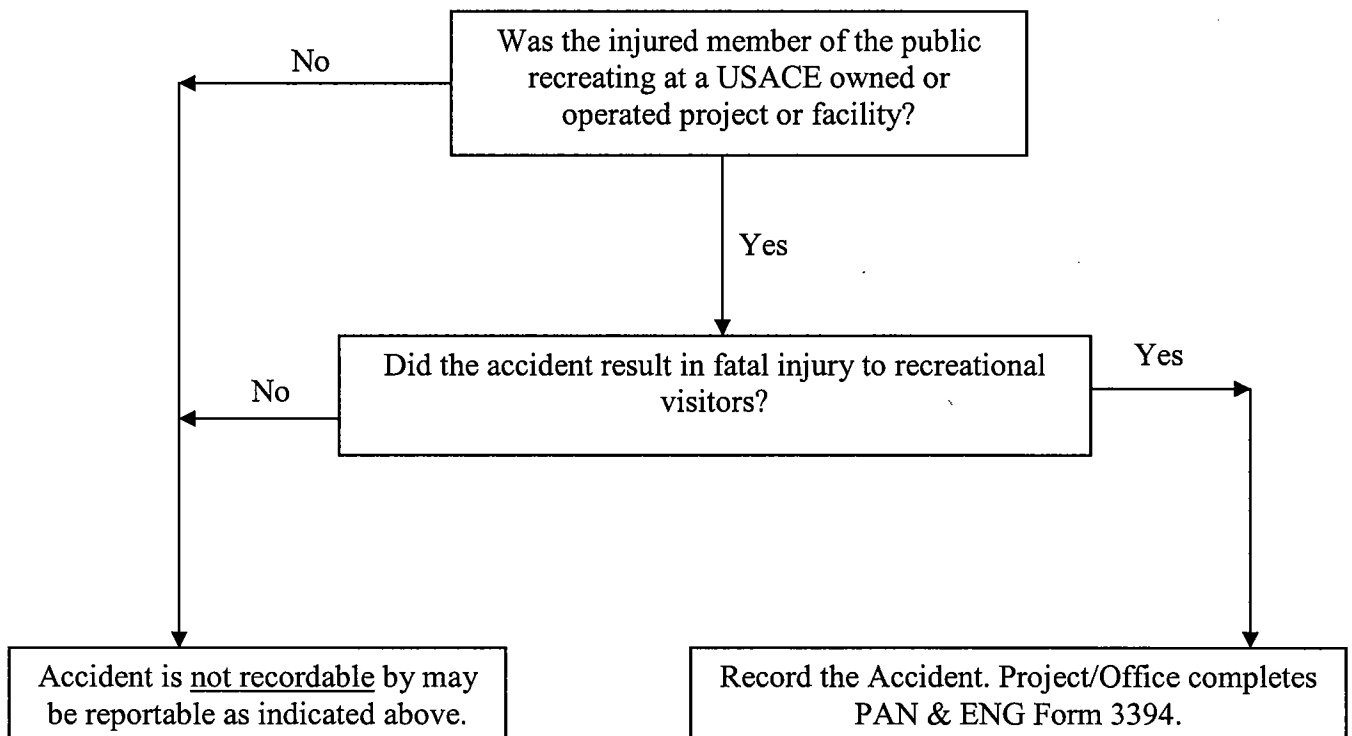 Was the injured member of the public
recreating at a USACE owned or
operated project or facility?
No
Yes
Did the accident result in fatal injury to recreational
visitors?
Yes
No
Accident is not recordable by may
be reportable as indicated above.
Record the Accident. Project/Office completes
PAN & ENG Form 3394.